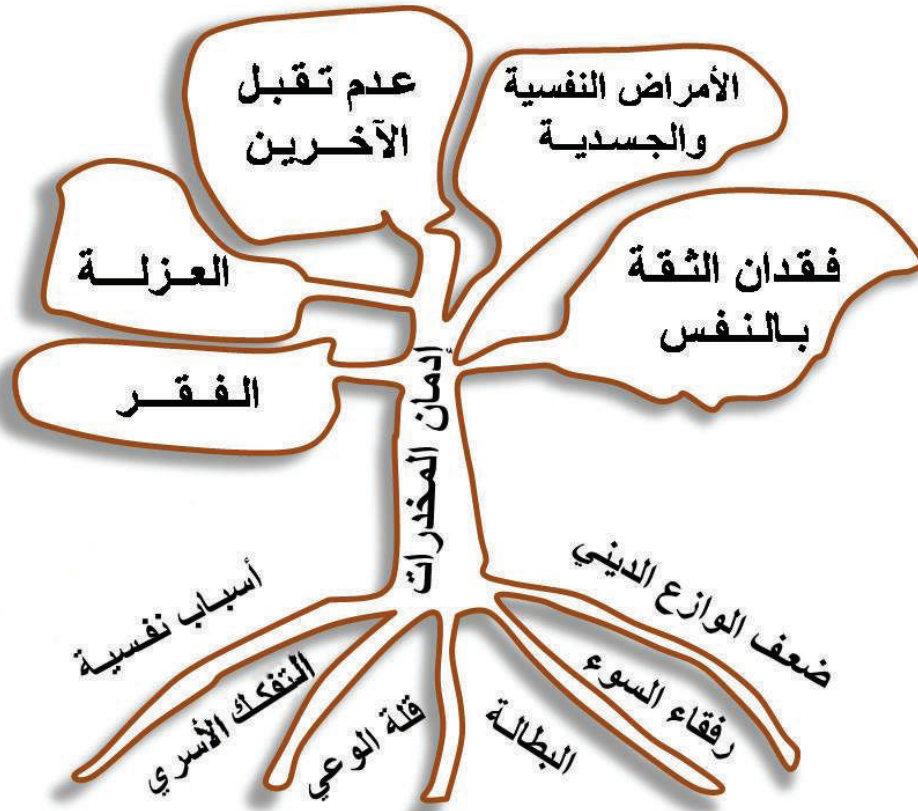 الأمراض النفسية
والجسدية
عدم تقبل
الآخرين
فقدان الثقة
بالنفس
العزلة
الفقر
إدمان المخدرات
ضعف الوازع الديني
رفقاء السوء
البطالة
قلة الوعي
التفكك الأسري
أسباب نفسية